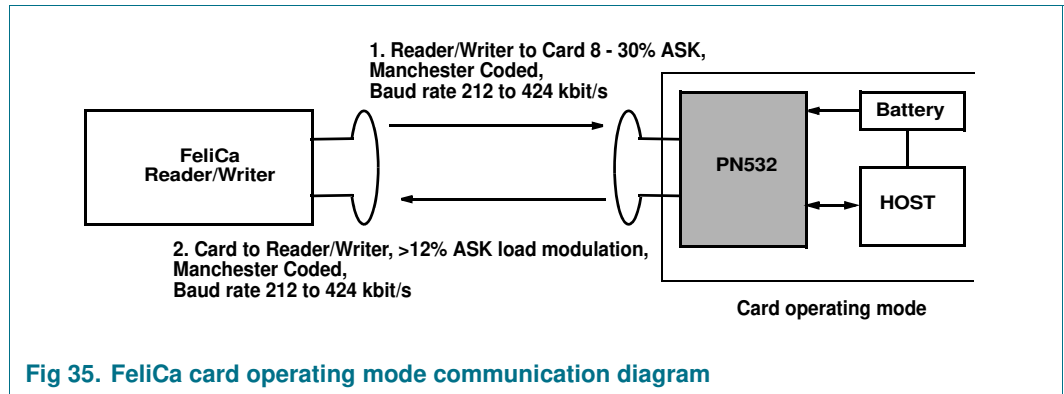 1. Reader/Writer to Card 8 - 30% ASK,
Manchester Coded,
Baud rate 212 to 424 kbit/s
FeliCa
Reader/Writer
PN532
Battery
HOST
2. Card to Reader/Writer, >12% ASK load modulation,
Manchester Coded,
Baud rate 212 to 424 kbit/s
Card operating mode
Fig 35. FeliCa card operating mode communication diagram